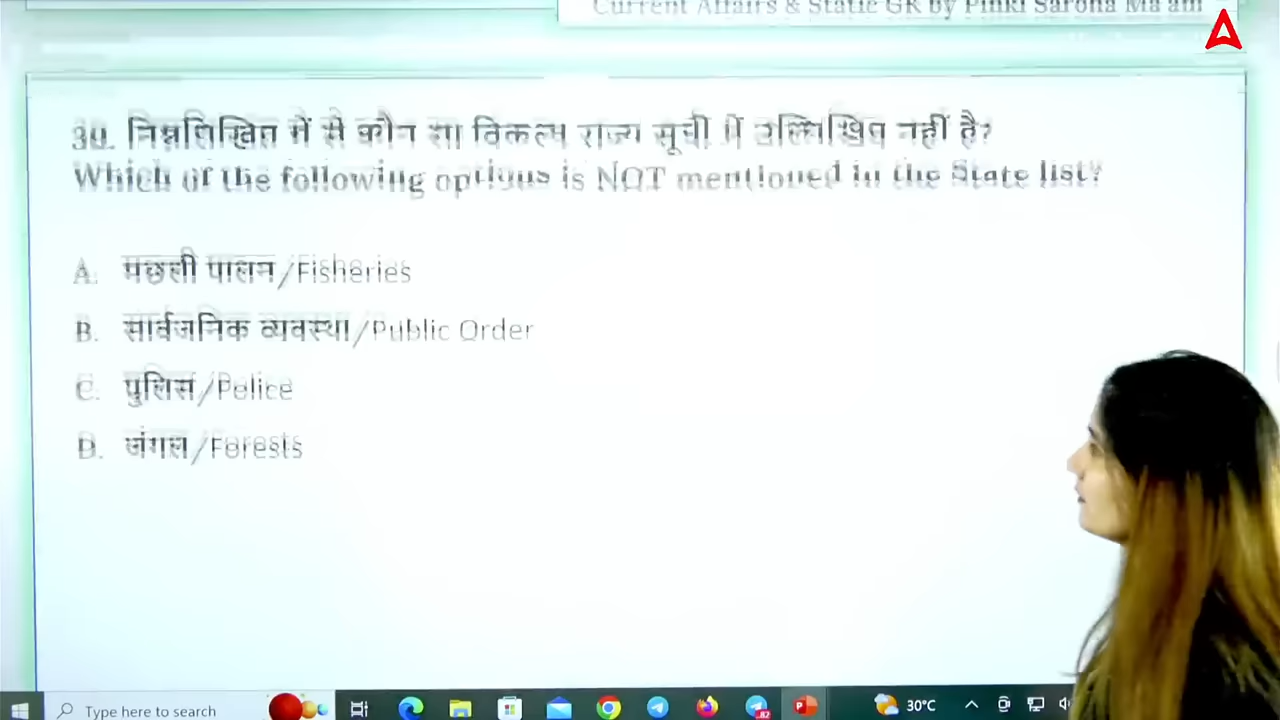 Current Affairs & Static GK by Pinki Sarona Ma'am
30. निम्नलिखित में से कौन सा विकल्प राज्य सूची में उल्लिखित नहीं है?
Which of the following options is NOT mentioned in the State list?
A. मछली पालन/Fisheries
B. सार्वजनिक व्यवस्था/Public Order
C. पुलिस/Police
D. जंगल/Forests
Type here to search
82
30°C